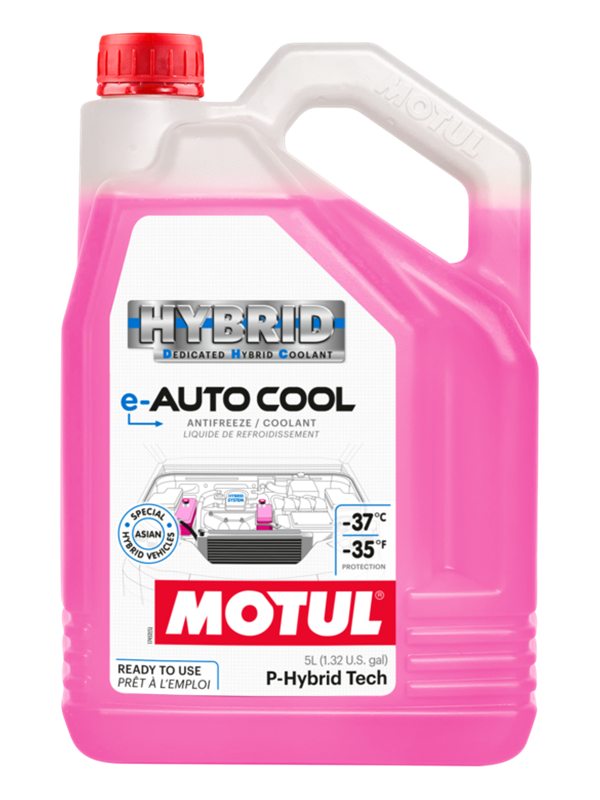 MOTUL
HYBRID
DEDICATED HYBRID COOLANT
e-AUTO COOL
ANTIFREEZE / COOLANT
LIQUIDE DE REFROIDISSEMENT
HYBRID
SYSTEM
SPECIAL
ASIAN
HYBRID VEHICLES
-37°C
-35°F
PROTECTION
MOTUL®
5L (1.32 U.S. gal)
P-Hybrid Tech
READY TO USE
PRÊT À L'EMPLOI